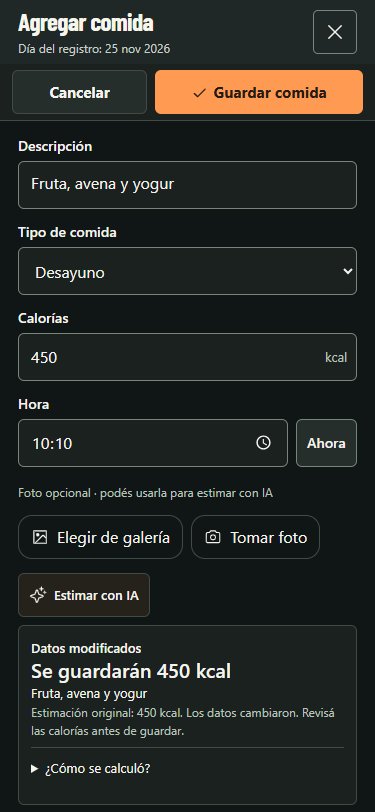 Agregar comida
Día del registro: 25 nov 2026
Cancelar
Guardar comida
Descripción
Fruta, avena y yogur
Tipo de comida
Desayuno
Calorías
450 kcal
Hora
10:10
Ahora
Foto opcional · podés usarla para estimar con IA
Elegir de galería
Tomar foto
Estimar con IA
Datos modificados
Se guardarán 450 kcal
Fruta, avena y yogur
Estimación original: 450 kcal. Los datos cambiaron. Revisá
las calorías antes de guardar.
¿Cómo se calculó?